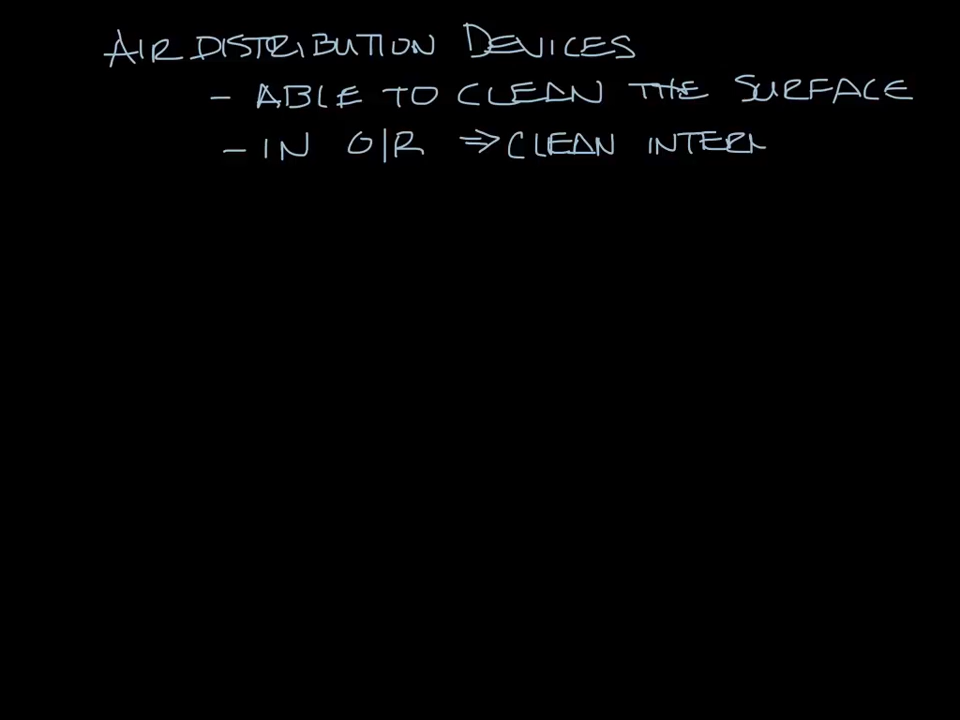 AIR DISTRIBUTION DEVICES
- ABLE TO CLEAN THE SURFACE
- IN O/R ⇒ CLEAN INTERN